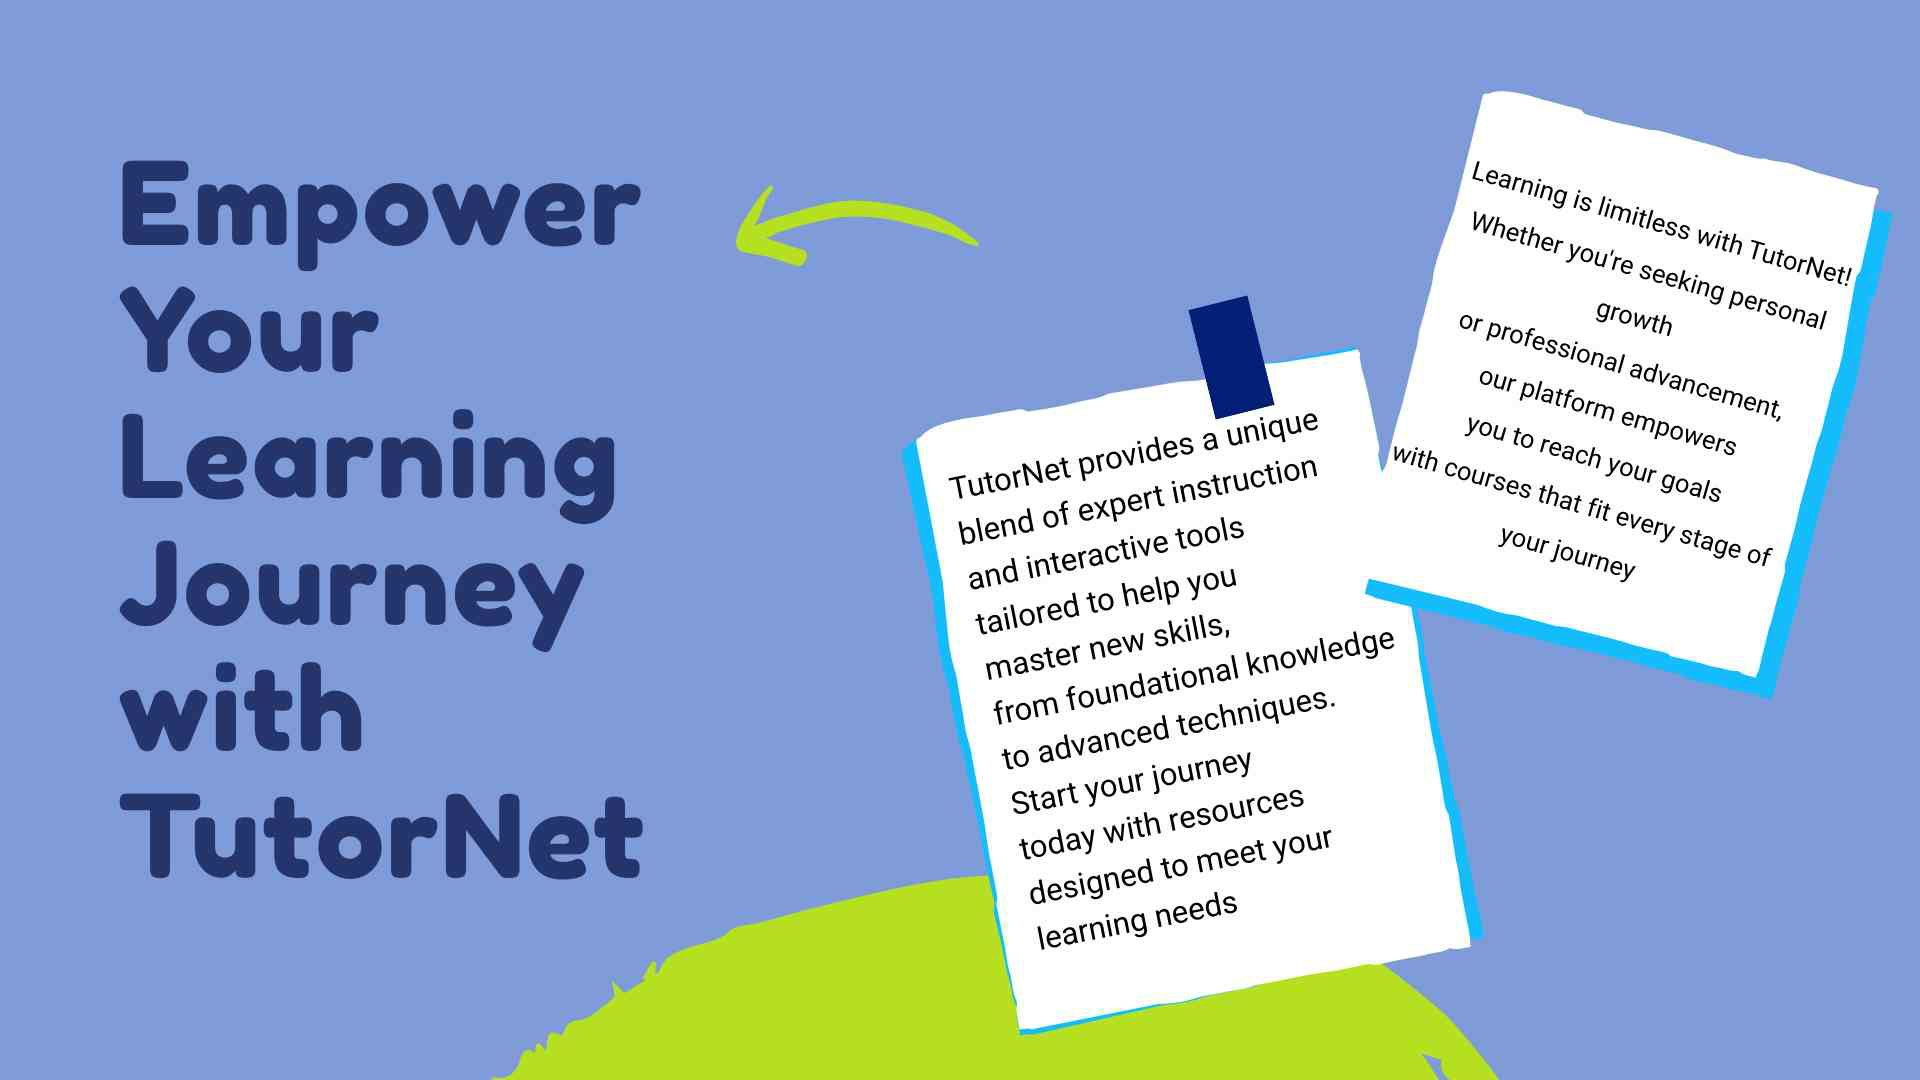 Empower
Your
Learning
Journey
with
TutorNet
TutorNet provides a unique
blend of expert instruction
and interactive tools
tailored to help you
master new skills,
from foundational knowledge
to advanced techniques.
Start your journey
today with resources
designed to meet your
learning needs
Learning is limitless with TutorNet!
Whether you're seeking personal
growth
or professional advancement,
our platform empowers
you to reach your goals
with courses that fit every stage of
your journey